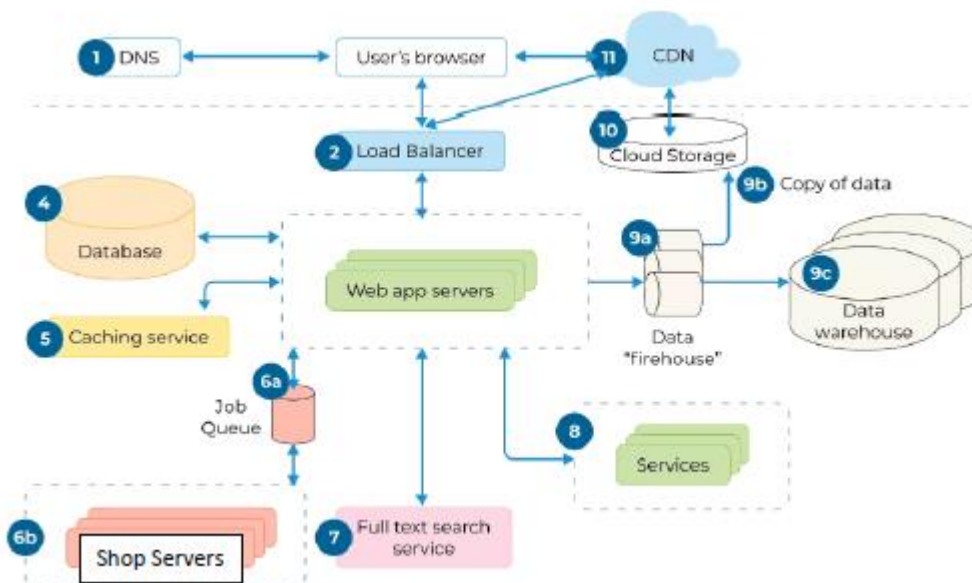 1 DNS
User's browser
11 CDN
2 Load Balancer
10
Cloud Storage
9b Copy of data
4
Database
9a
9c
Web app servers
Data
"firehouse"
Data
warehouse
5 Caching service
6a
Job
Queue
8
Services
6b
Shop Servers
7
Full text search
service